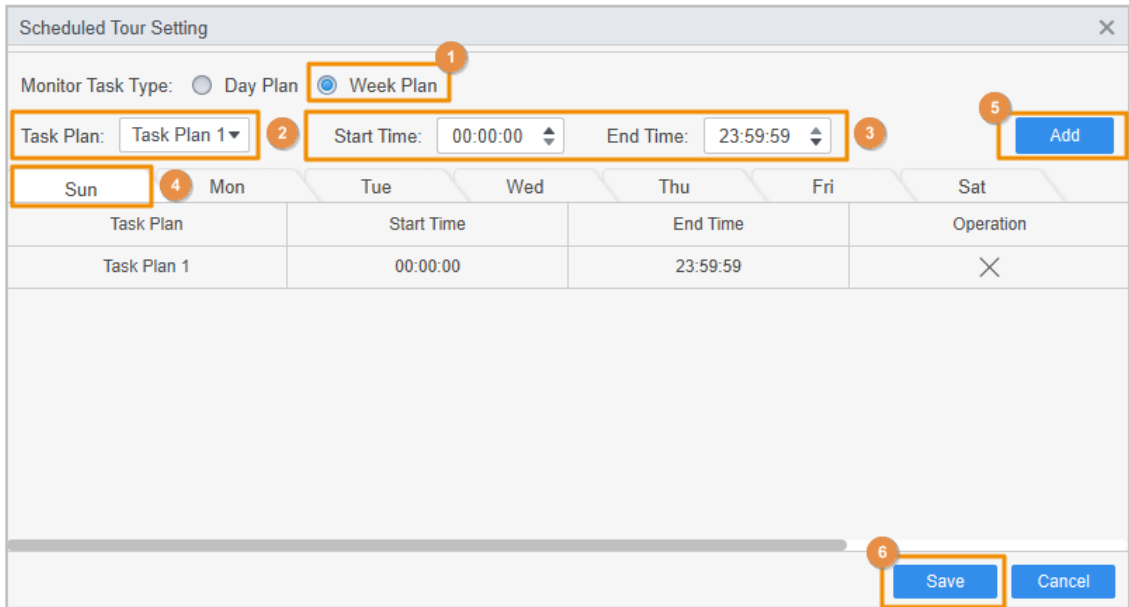 Scheduled Tour Setting
1
Monitor Task Type: Day Plan Week Plan
5
Task Plan: Task Plan 1 2 Start Time: 00:00:00 End Time: 23:59:59 3 Add
Sun 4 Mon Tue Wed Thu Fri Sat
Task Plan Start Time End Time Operation
Task Plan 1 00:00:00 23:59:59
6
Save Cancel